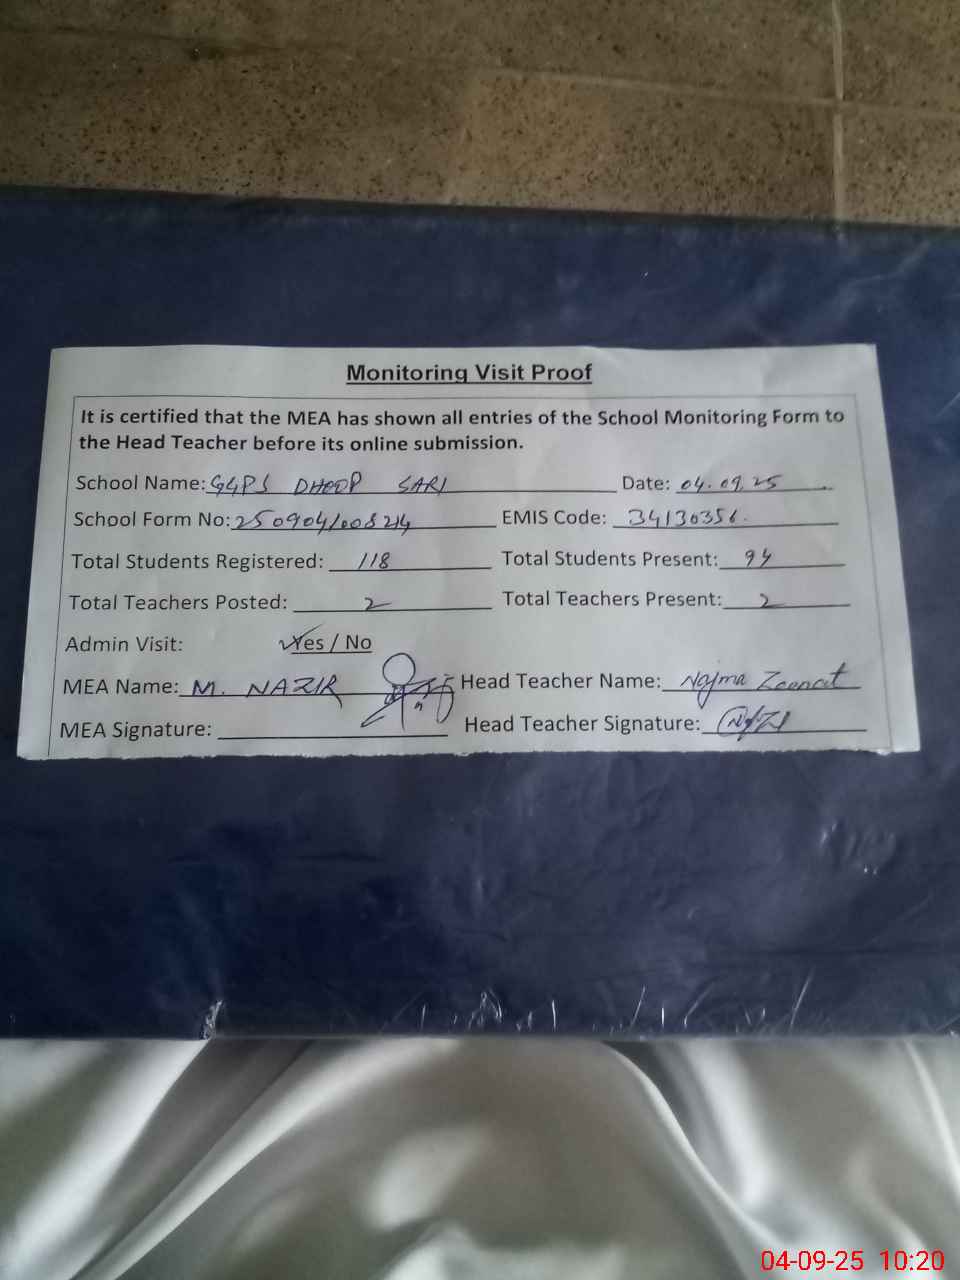 Monitoring Visit Proof
It is certified that the MEA has shown all entries of the School Monitoring Form to
the Head Teacher before its online submission.
School Name: GGPS DHOOP SARI Date: 04.09.25
School Form No: 250904/008214 EMIS Code: 34130356.
Total Students Registered: 118 Total Students Present: 94
Total Teachers Posted: 2 Total Teachers Present: 2
Admin Visit: Yes / No
MEA Name: M. NAZIR Head Teacher Name: Najma Zeenat
MEA Signature: Head Teacher Signature:
04-09-25 10:20